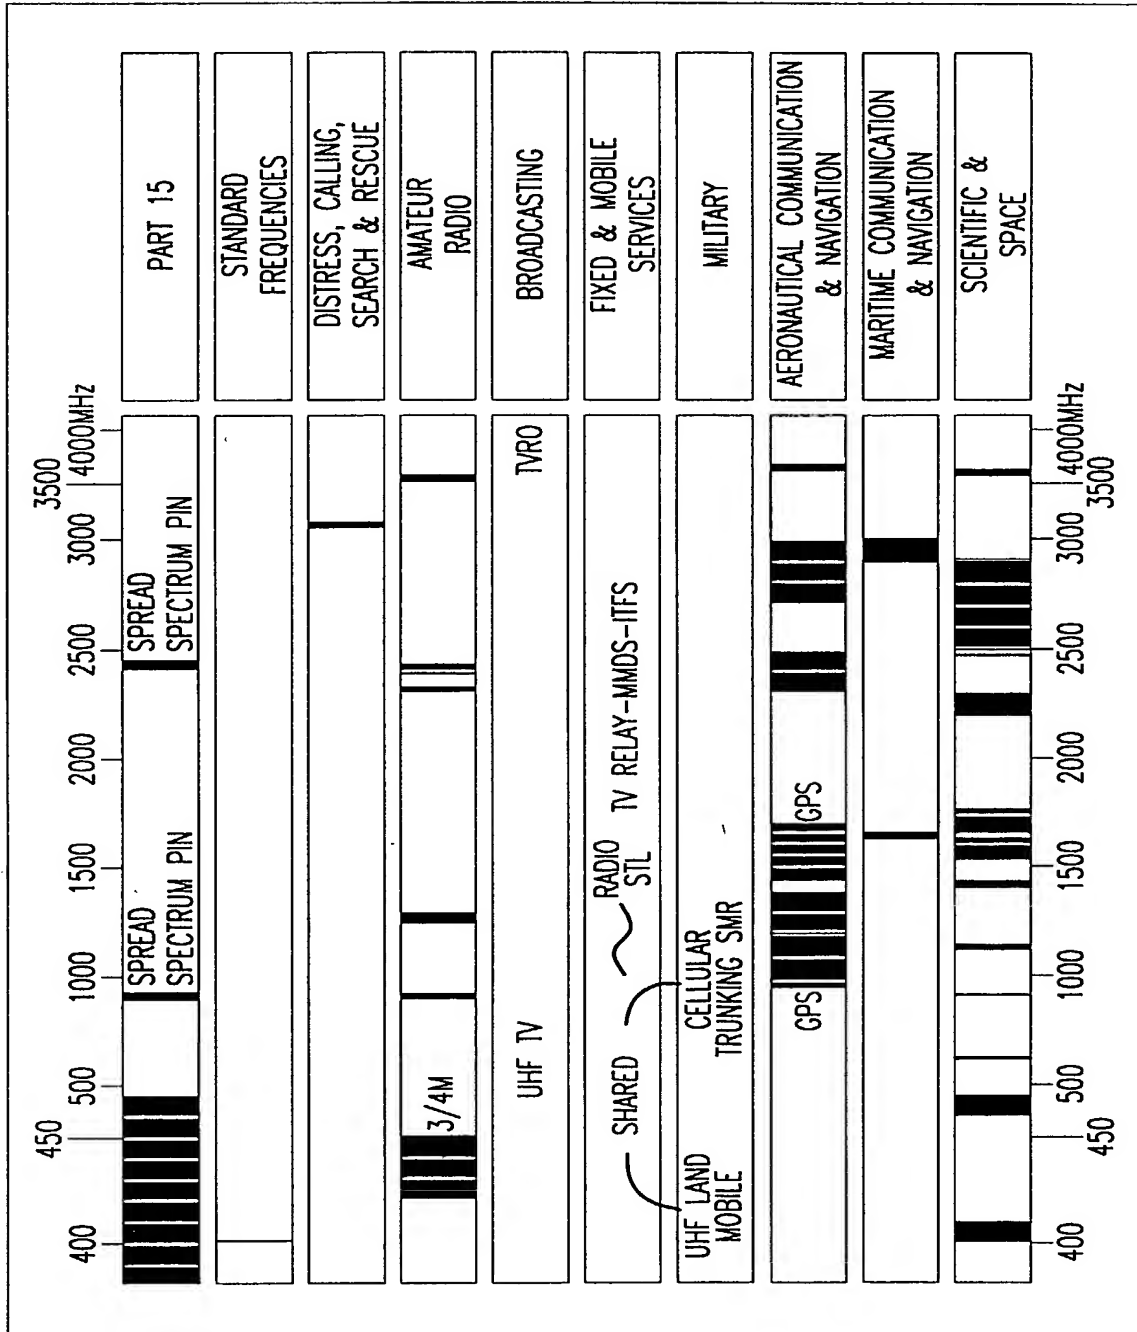 PART 15
STANDARD
FREQUENCIES
DISTRESS, CALLING,
SEARCH & RESCUE
AMATEUR
RADIO
BROADCASTING
FIXED & MOBILE
SERVICES
MILITARY
AERONAUTICAL COMMUNICATION
& NAVIGATION
MARITIME COMMUNICATION
& NAVIGATION
SCIENTIFIC &
SPACE
400
450
500
1000
1500
2000
2500
3000
3500
4000MHz
SPREAD
SPECTRUM PIN
SPREAD
SPECTRUM PIN
3/4M
UHF TV
TVRO
SHARED
RADIO
STL
TV RELAY-MMDS-ITFS
UHF LAND
MOBILE
CELLULAR
TRUNKING SMR
GPS
GPS
400
450
500
1000
1500
2000
2500
3000
3500
4000MHz